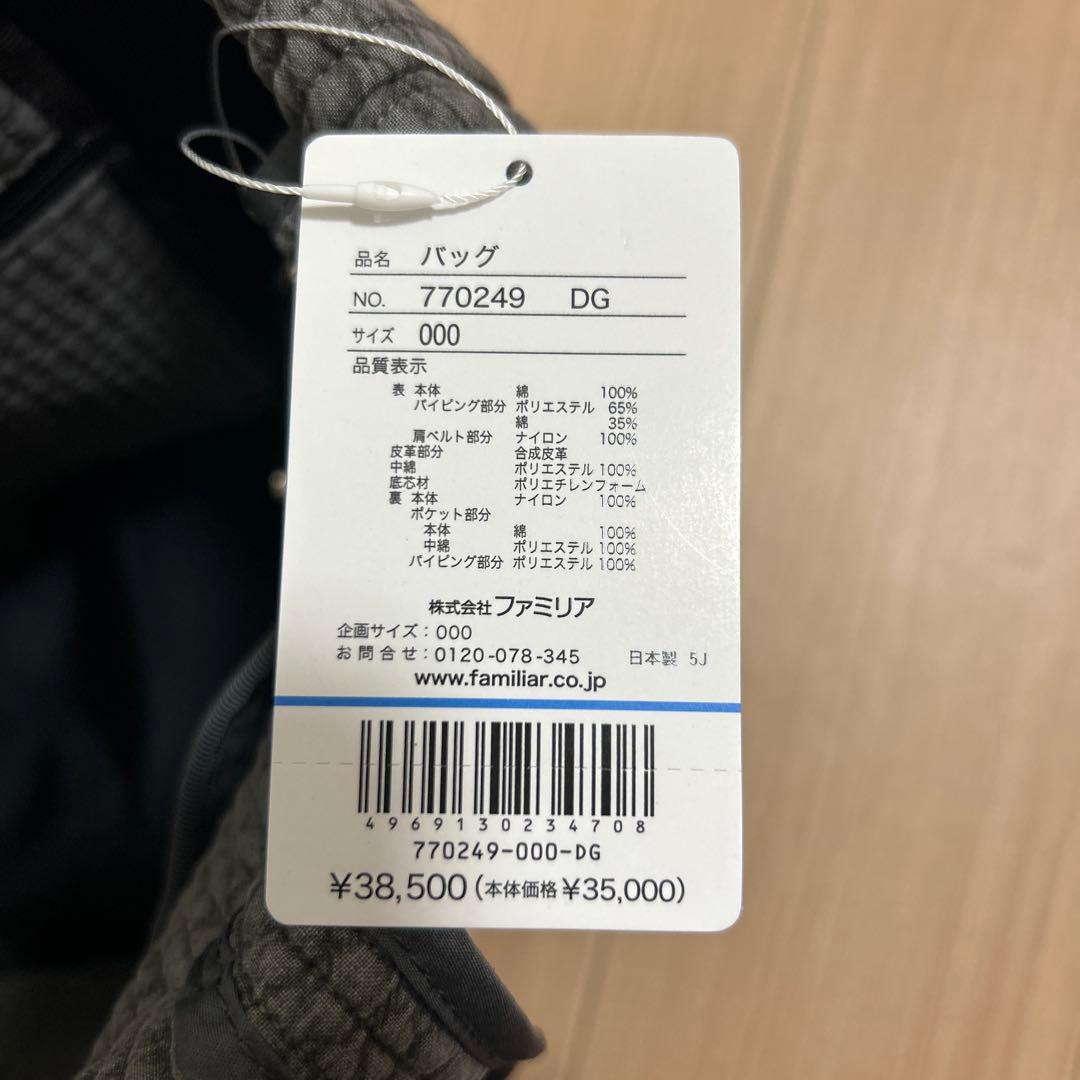 品名 バッグ
NO. 770249 DG
サイズ 000
品質表示
表 本体 綿 100%
パイピング部分 ポリエステル 65%
綿 35%
肩ベルト部分 ナイロン 100%
皮革部分 合成皮革
中綿 ポリエステル 100%
底芯材 ポリエチレンフォーム
裏 本体 ナイロン 100%
ポケット部分
本体 綿 100%
中綿 ポリエステル 100%
パイピング部分 ポリエステル 100%
株式会社ファミリア
企画サイズ：000
お問合せ：0120-078-345 日本製 5J
www.familiar.co.jp
4969130234708
770249-000-DG
¥38,500(本体価格¥35,000)